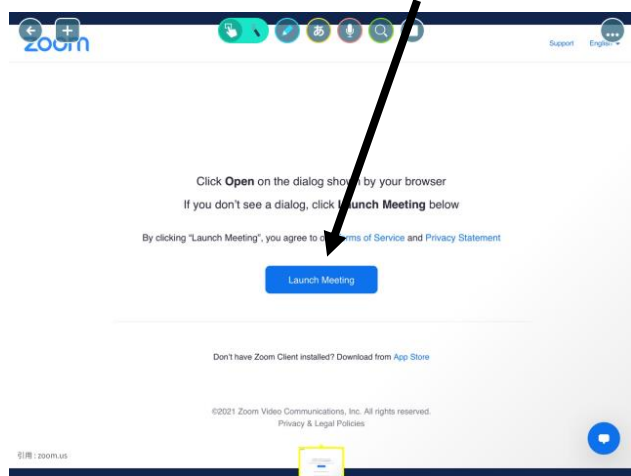 zoom
あ
Support English
Click Open on the dialog shown by your browser
If you don't see a dialog, click Launch Meeting below
By clicking "Launch Meeting", you agree to our Terms of Service and Privacy Statement
Launch Meeting
Don't have Zoom Client installed? Download from App Store
©2021 Zoom Video Communications, Inc. All rights reserved.
Privacy & Legal Policies
引用 : zoom.us